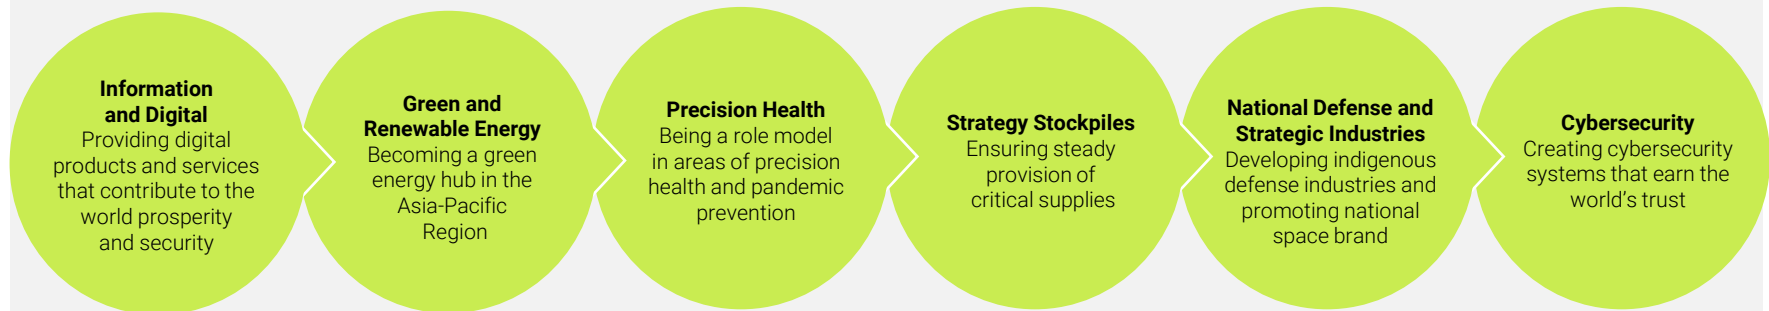 Information
and Digital
Providing digital
products and services
that contribute to the
world prosperity
and security
Green and
Renewable Energy
Becoming a green
energy hub in the
Asia-Pacific
Region
Precision Health
Being a role model
in areas of precision
health and pandemic
prevention
Strategy Stockpiles
Ensuring steady
provision of
critical supplies
National Defense and
Strategic Industries
Developing indigenous
defense industries and
promoting national
space brand
Cybersecurity
Creating cybersecurity
systems that earn the
world’s trust